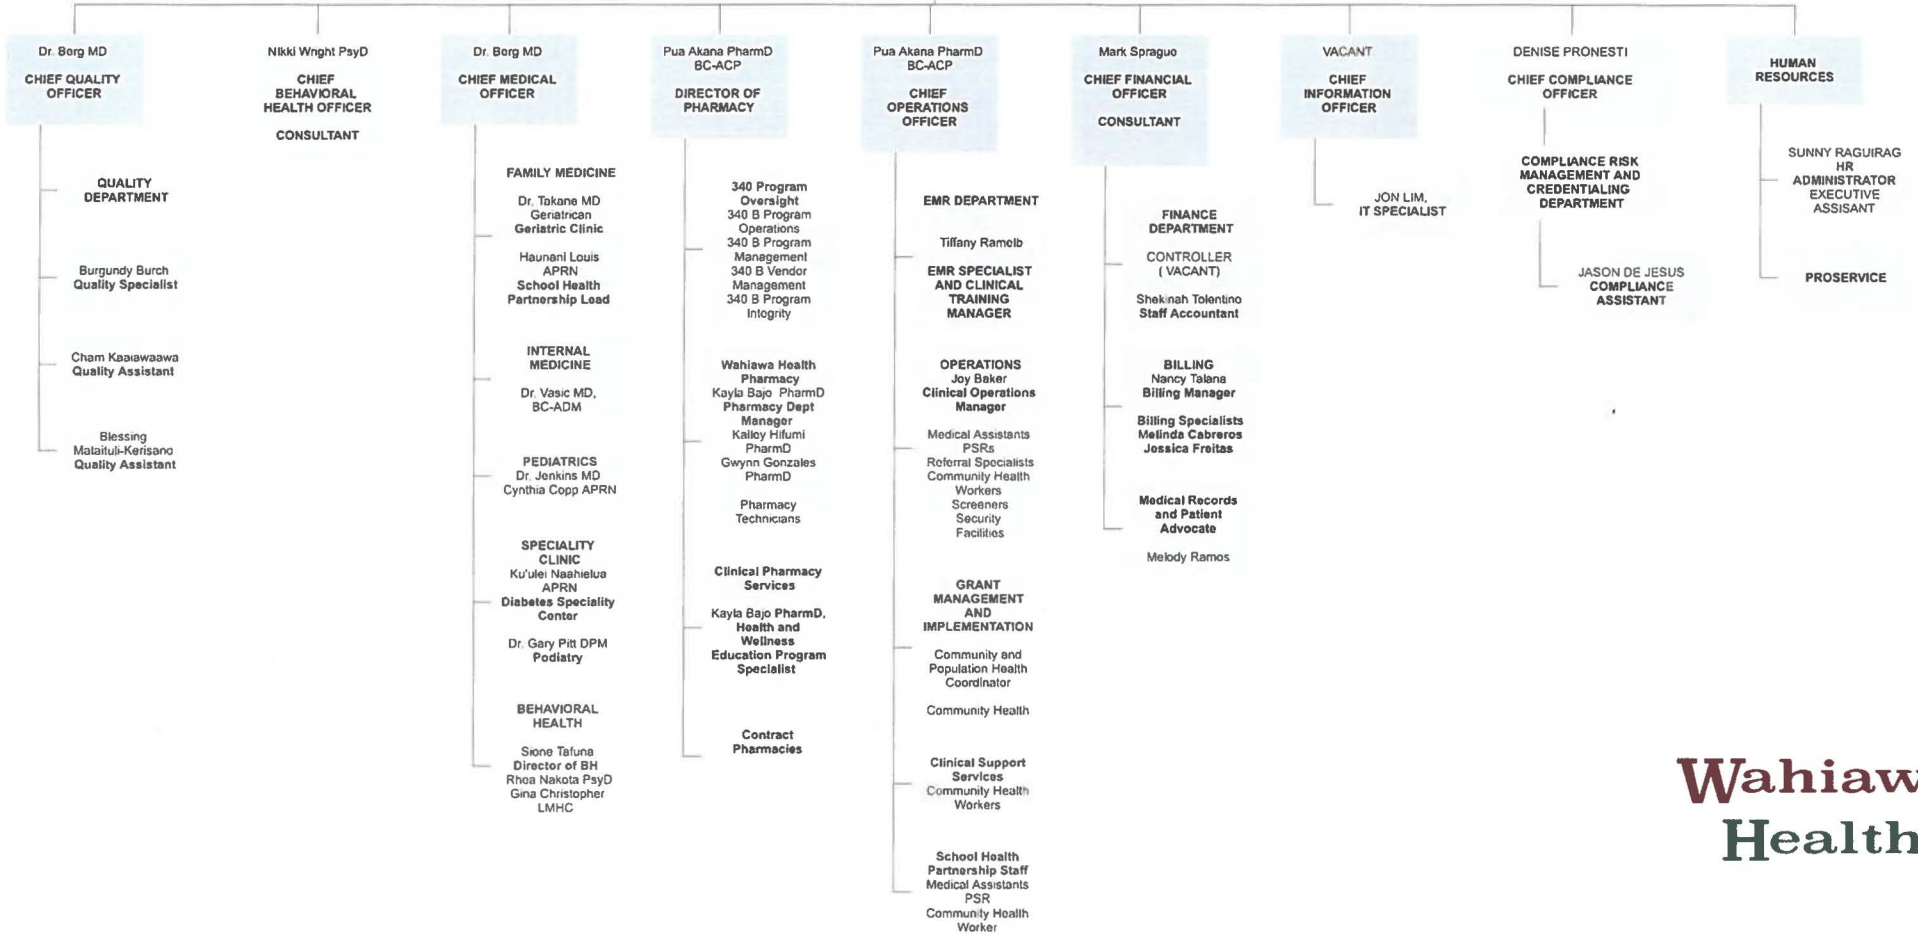 Dr. Berg MD
CHIEF QUALITY
OFFICER
QUALITY
DEPARTMENT
Burgundy Burch
Quality Specialist
Cham Kaaiawaawa
Quality Assistant
Blessing
Mataituli-Kerisano
Quality Assistant
Nikki Wright PsyD
CHIEF
BEHAVIORAL
HEALTH OFFICER
CONSULTANT
Dr. Berg MD
CHIEF MEDICAL
OFFICER
FAMILY MEDICINE
Dr. Takane MD
Geriatrican
Geriatric Clinic
Haunani Louis
APRN
School Health
Partnership Lead
INTERNAL
MEDICINE
Dr. Vasic MD,
BC-ADM
PEDIATRICS
Dr. Jenkins MD
Cynthia Copp APRN
SPECIALITY
CLINIC
Ku'ulei Naahielua
APRN
Diabetes Speciality
Center
Dr. Gary Pitt DPM
Podiatry
BEHAVIORAL
HEALTH
Sione Tafuna
Director of BH
Rhea Nakota PsyD
Gina Christopher
LMHC
Pua Akana PharmD
BC-ACP
DIRECTOR OF
PHARMACY
340 Program
Oversight
340 B Program
Operations
340 B Program
Management
340 B Vendor
Management
340 B Program
Integrity
Wahiawa Health
Pharmacy
Kayla Bajo PharmD
Pharmacy Dept
Manager
Kalley Hifumi
PharmD
Gwynn Gonzales
PharmD
Pharmacy
Technicians
Clinical Pharmacy
Services
Kayla Bajo PharmD,
Health and
Wellness
Education Program
Specialist
Contract
Pharmacies
Pua Akana PharmD
BC-ACP
CHIEF
OPERATIONS
OFFICER
EMR DEPARTMENT
Tiffany Ramelb
EMR SPECIALIST
AND CLINICAL
TRAINING
MANAGER
OPERATIONS
Joy Baker
Clinical Operations
Manager
Medical Assistants
PSRs
Referral Specialists
Community Health
Workers
Screeners
Security
Facilities
GRANT
MANAGEMENT
AND
IMPLEMENTATION
Community and
Population Health
Coordinator
Community Health
Clinical Support
Services
Community Health
Workers
School Health
Partnership Staff
Medical Assistants
PSR
Community Health
Worker
Mark Sprague
CHIEF FINANCIAL
OFFICER
CONSULTANT
FINANCE
DEPARTMENT
CONTROLLER
( VACANT)
Shekinah Tolentino
Staff Accountant
BILLING
Nancy Talana
Billing Manager
Billing Specialists
Melinda Cabreros
Jessica Freitas
Medical Records
and Patient
Advocate
Melody Ramos
VACANT
CHIEF
INFORMATION
OFFICER
JON LIM,
IT SPECIALIST
DENISE PRONESTI
CHIEF COMPLIANCE
OFFICER
COMPLIANCE RISK
MANAGEMENT AND
CREDENTIALING
DEPARTMENT
JASON DE JESUS
COMPLIANCE
ASSISTANT
HUMAN
RESOURCES
SUNNY RAGUIRAG
HR
ADMINISTRATOR
EXECUTIVE
ASSISANT
PROSERVICE
Wahiaw
Health